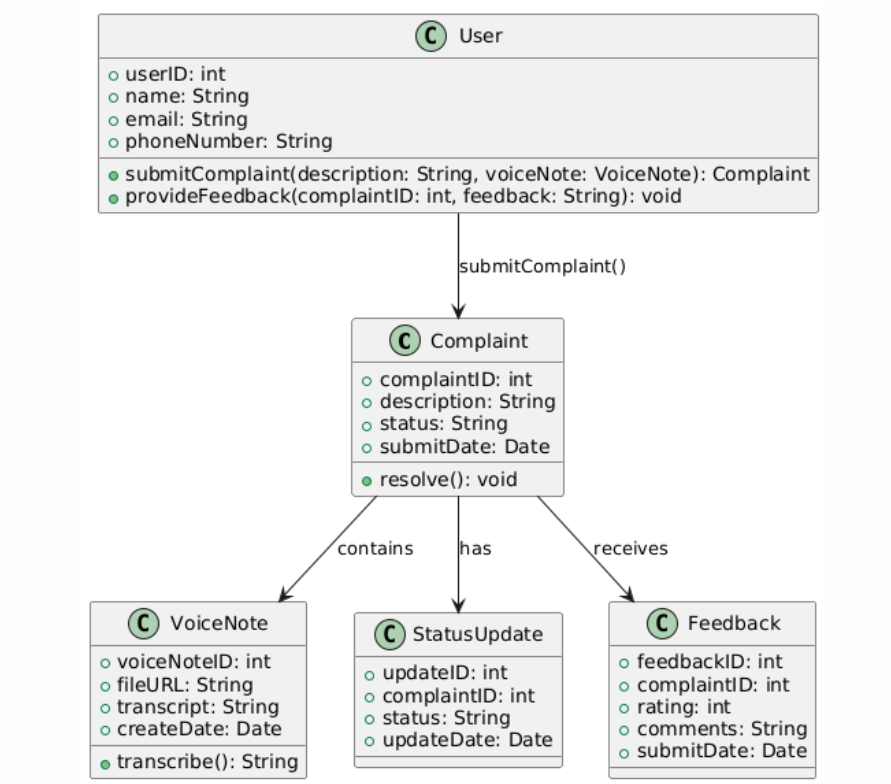 C User
userID: int
name: String
email: String
phoneNumber: String
submitComplaint(description: String, voiceNote: VoiceNote): Complaint
provideFeedback(complaintID: int, feedback: String): void
submitComplaint()
C Complaint
complaintID: int
description: String
status: String
submitDate: Date
resolve(): void
contains
has
receives
C VoiceNote
voiceNoteID: int
fileURL: String
transcript: String
createDate: Date
transcribe(): String
C StatusUpdate
updateID: int
complaintID: int
status: String
updateDate: Date
C Feedback
feedbackID: int
complaintID: int
rating: int
comments: String
submitDate: Date